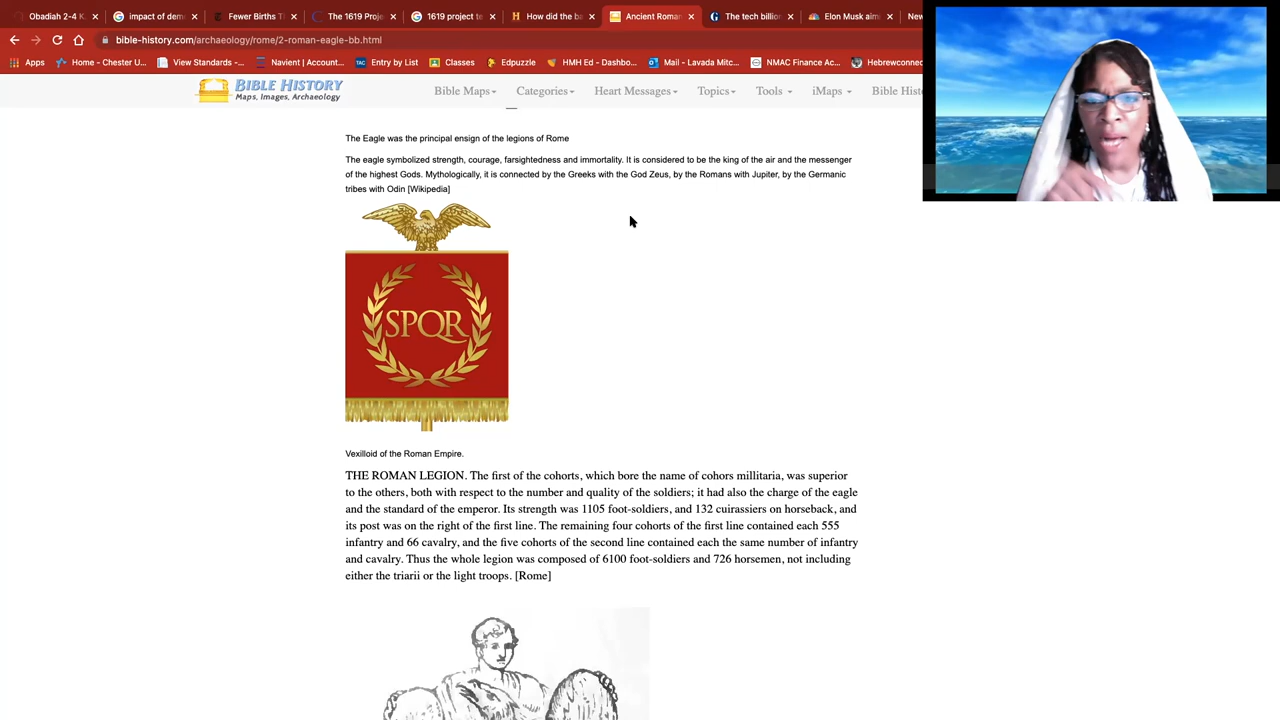 Obadiah 2-4 K
impact of dem
Fewer Births T
The 1619 Proj
1619 project te
How did the ba
Ancient Roman
The tech billion
Elon Musk aim
New
bible-history.com/archaeology/rome/2-roman-eagle-bb.html
Apps
Home - Chester U...
View Standards -...
Navient | Account...
TAC
Entry by List
Classes
Edpuzzle
HMH Ed - Dashbo...
Mail - Lavada Mitc...
NMAC Finance Ac...
Hebrewconnec
BIBLE HISTORY
Maps, Images, Archaeology
Bible Maps
Categories
Heart Messages
Topics
Tools
iMaps
Bible Hist
The Eagle was the principal ensign of the legions of Rome
The eagle symbolized strength, courage, farsightedness and immortality. It is considered to be the king of the air and the messenger
of the highest Gods. Mythologically, it is connected by the Greeks with the God Zeus, by the Romans with Jupiter, by the Germanic
tribes with Odin [Wikipedia]
SPQR
Vexilloid of the Roman Empire.
THE ROMAN LEGION. The first of the cohorts, which bore the name of cohors millitaria, was superior
to the others, both with respect to the number and quality of the soldiers; it had also the charge of the eagle
and the standard of the emperor. Its strength was 1105 foot-soldiers, and 132 cuirassiers on horseback, and
its post was on the right of the first line. The remaining four cohorts of the first line contained each 555
infantry and 66 cavalry, and the five cohorts of the second line contained each the same number of infantry
and cavalry. Thus the whole legion was composed of 6100 foot-soldiers and 726 horsemen, not including
either the triarii or the light troops. [Rome]